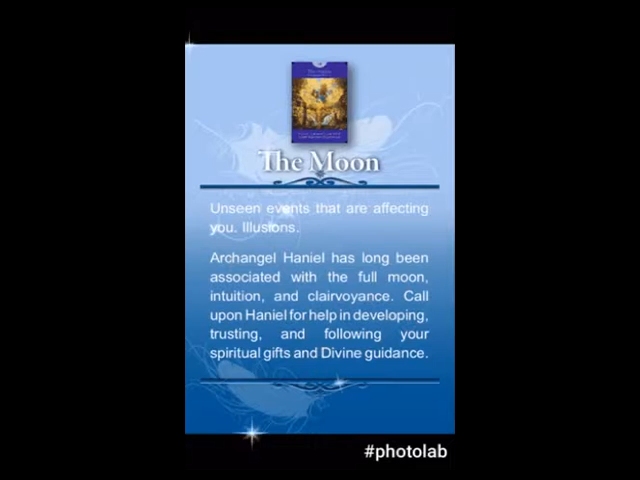 The Moon
Unseen events that are affecting
you. Illusions.
Archangel Haniel has long been
associated with the full moon,
intuition, and clairvoyance. Call
upon Haniel for help in developing,
trusting, and following your
spiritual gifts and Divine guidance.
#photolab